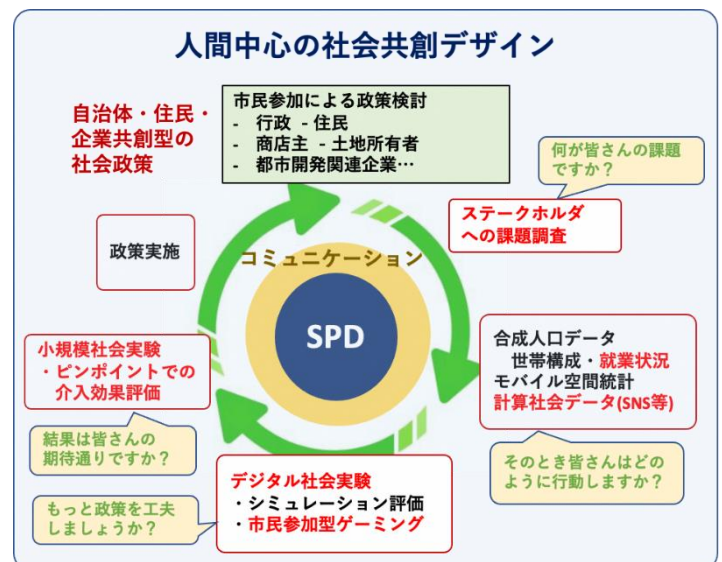 人間中心の社会共創デザイン
自治体・住民・
企業共創型の
社会政策
市民参加による政策検討
- 行政 - 住民
- 商店主 - 土地所有者
- 都市開発関連企業…
何が皆さんの課題
ですか？
ステークホルダ
への課題調査
政策実施
コミュニケーション
SPD
合成人口データ
世帯構成・就業状況
モバイル空間統計
計算社会データ(SNS等)
小規模社会実験
・ピンポイントでの
介入効果評価
結果は皆さんの
期待通りですか？
そのとき皆さんはどの
ように行動しますか？
デジタル社会実験
・シミュレーション評価
・市民参加型ゲーミング
もっと政策を工夫
しましょうか？